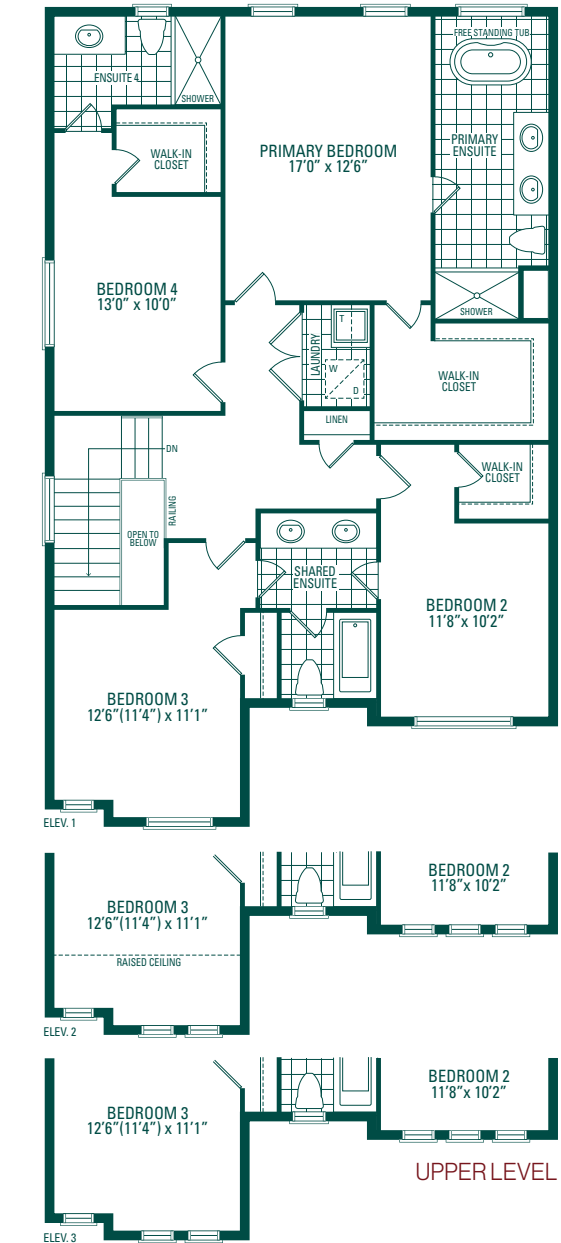 FREE STANDING TUB
ENSUITE 4
SHOWER
WALK-IN
CLOSET
PRIMARY BEDROOM
17'0" x 12'6"
PRIMARY
ENSUITE
BEDROOM 4
13'0" x 10'0"
SHOWER
T
LAUNDRY
W
D
WALK-IN
CLOSET
LINEN
DN
WALK-IN
CLOSET
RAILING
OPEN TO
BELOW
SHARED
ENSUITE
BEDROOM 2
11'8"x 10'2"
BEDROOM 3
12'6"(11'4") x 11'1"
ELEV. 1
BEDROOM 2
11'8"x 10'2"
BEDROOM 3
12'6"(11'4") x 11'1"
RAISED CEILING
ELEV. 2
BEDROOM 2
11'8"x 10'2"
BEDROOM 3
12'6"(11'4") x 11'1"
UPPER LEVEL
ELEV. 3